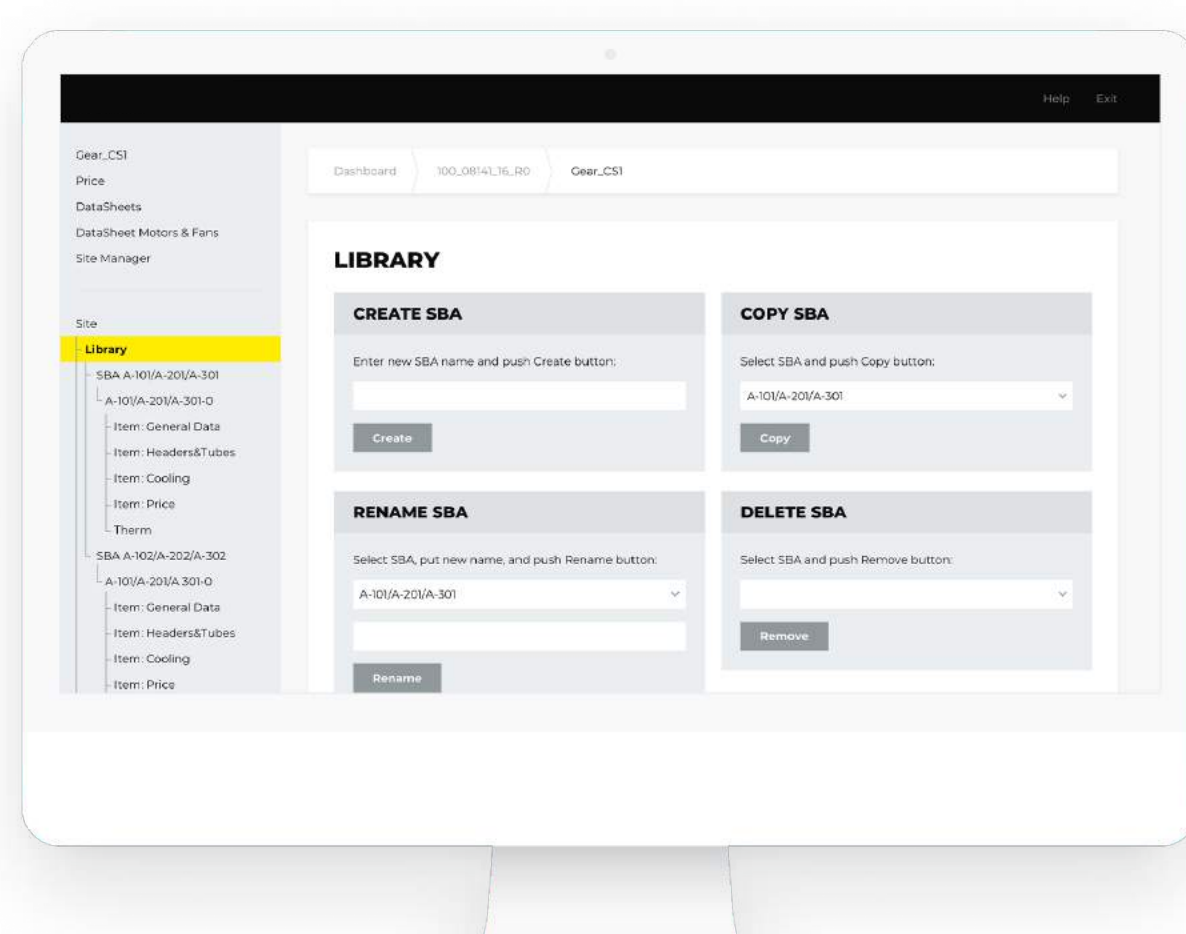 Help Exit
Gear_CS1
Price
DataSheets
DataSheet Motors & Fans
Site Manager
Site
Library
SBA A-101/A-201/A-301
A-101/A-201/A-301-O
Item: General Data
Item: Headers&Tubes
Item: Cooling
Item: Price
Therm
SBA A-102/A-202/A-302
A-101/A-201/A 301-O
Item: General Data
Item: Headers&Tubes
Item: Cooling
Item: Price
Dashboard 100_08141_16_R0 Gear_CS1
LIBRARY
CREATE SBA
Enter new SBA name and push Create button:
Create
COPY SBA
Select SBA and push Copy button:
A-101/A-201/A-301
Copy
RENAME SBA
Select SBA, put new name, and push Rename button:
A-101/A-201/A-301
Rename
DELETE SBA
Select SBA and push Remove button:
Remove